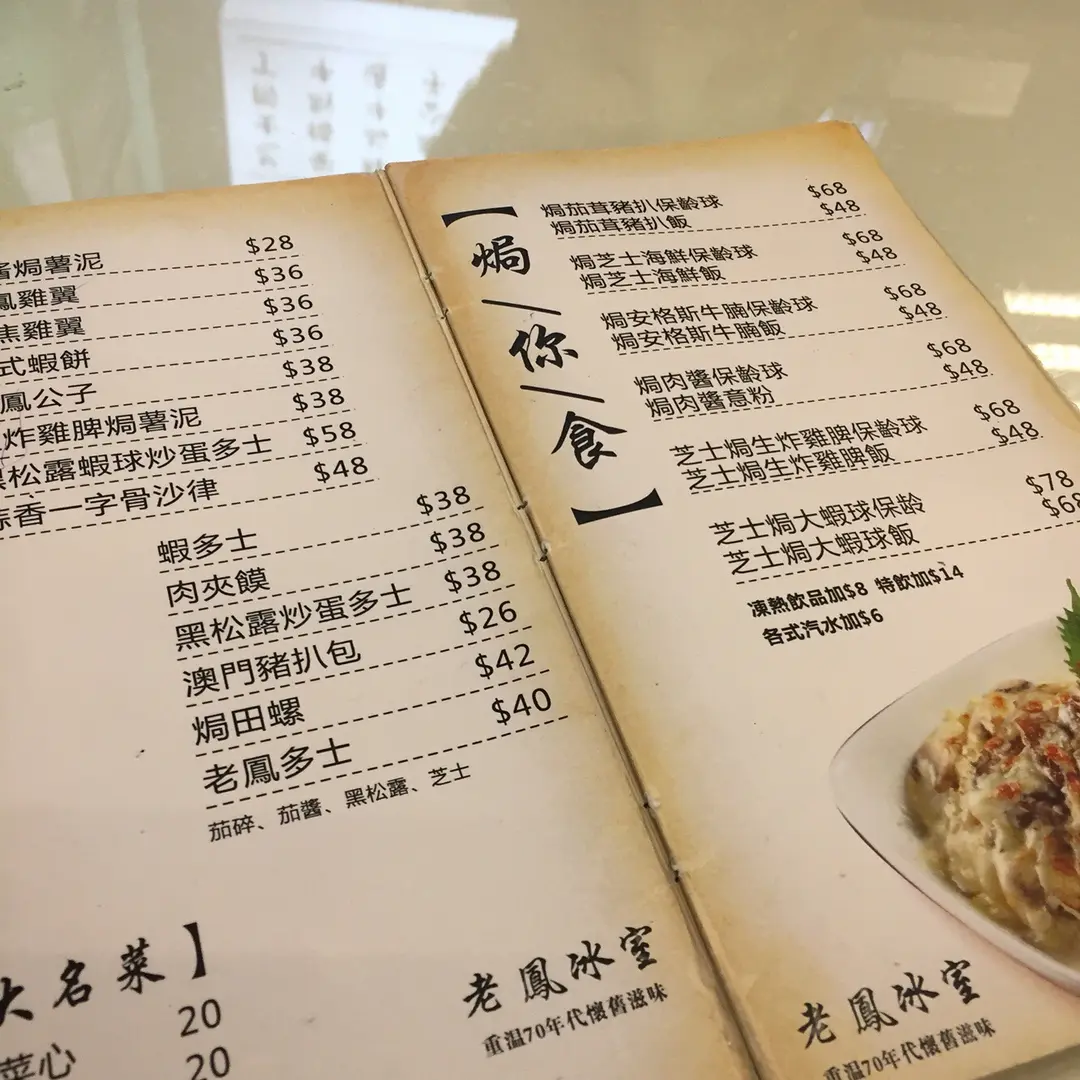 焗薯泥 $28
鳳雞翼 $36
雞翼 $36
式蝦餅 $36
鳳公子 $38
炸雞脾焗薯泥 $38
黑松露蝦球炒蛋多士 $58
蒜香一字骨沙律 $48
蝦多士 $38
肉夾饃 $38
黑松露炒蛋多士 $38
澳門豬扒包 $26
焗田螺 $42
老鳳多士 $40
茄碎、茄醬、黑松露、芝士
大名菜】
20
菜心 20
老鳳冰室
重温70年代懷舊滋味
【焗\你\食】
焗茄茸豬扒保齡球 $68
焗茄茸豬扒飯 $48
焗芝士海鮮保齡球 $68
焗芝士海鮮飯 $48
焗安格斯牛腩保齡球 $68
焗安格斯牛腩飯 $48
焗肉醬保齡球 $68
焗肉醬意粉 $48
芝士焗生炸雞脾保齡球 $68
芝士焗生炸雞脾飯 $48
芝士焗大蝦球保龄 $78
芝士焗大蝦球飯 $68
凍熱飲品加$8 特飲加$14
各式汽水加$6
老鳳冰室
重温70年代懷舊滋味